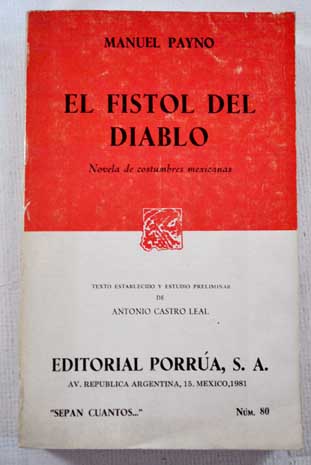 MANUEL PAYNO
EL FISTOL DEL
DIABLO
Novela de costumbres mexicanas
TEXTO ESTABLECIDO Y ESTUDIO PRELIMINAR
DE
ANTONIO CASTRO LEAL
EDITORIAL PORRÚA, S. A.
AV. REPUBLICA ARGENTINA, 15. MEXICO,1981
"SEPAN CUANTOS..." NÚM. 80